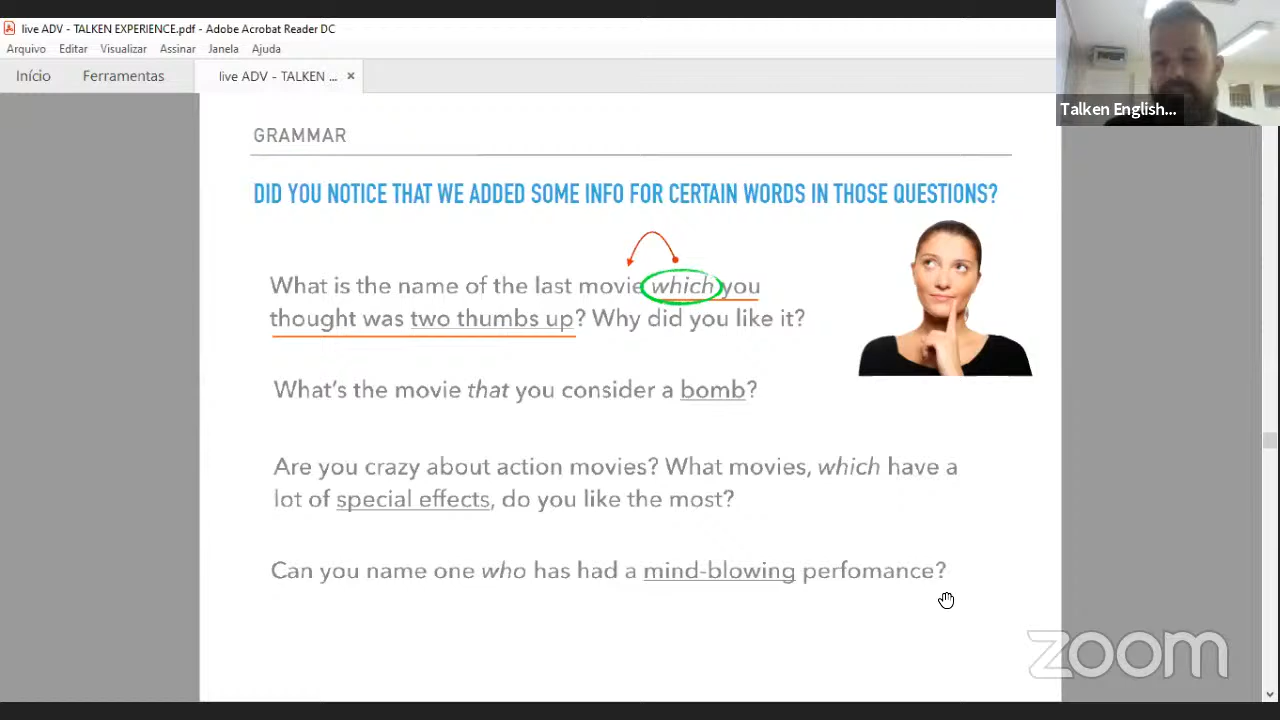 live ADV - TALKEN EXPERIENCE.pdf - Adobe Acrobat Reader DC
Arquivo Editar Visualizar Assinar Janela Ajuda
Início Ferramentas live ADV - TALKEN ... ×
Talken English...
GRAMMAR
DID YOU NOTICE THAT WE ADDED SOME INFO FOR CERTAIN WORDS IN THOSE QUESTIONS?
What is the name of the last movie which you
thought was two thumbs up? Why did you like it?
What's the movie that you consider a bomb?
Are you crazy about action movies? What movies, which have a
lot of special effects, do you like the most?
Can you name one who has had a mind-blowing perfomance?
zoom